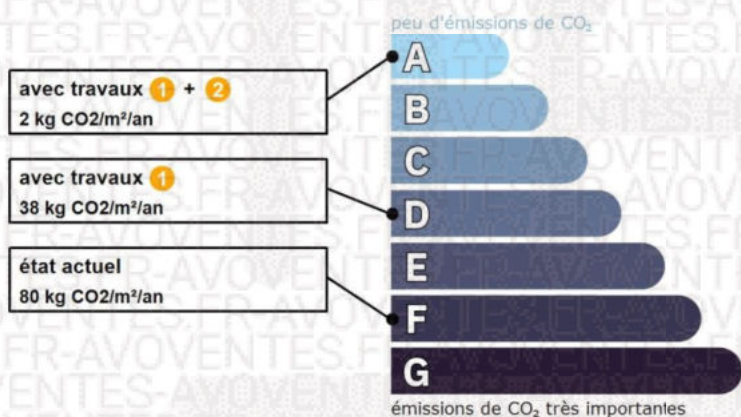 peu d'émissions de CO₂
A
avec travaux 1 + 2
2 kg CO2/m²/an
B
C
avec travaux 1
38 kg CO2/m²/an
D
E
état actuel
80 kg CO2/m²/an
F
G
émissions de CO₂ très importantes